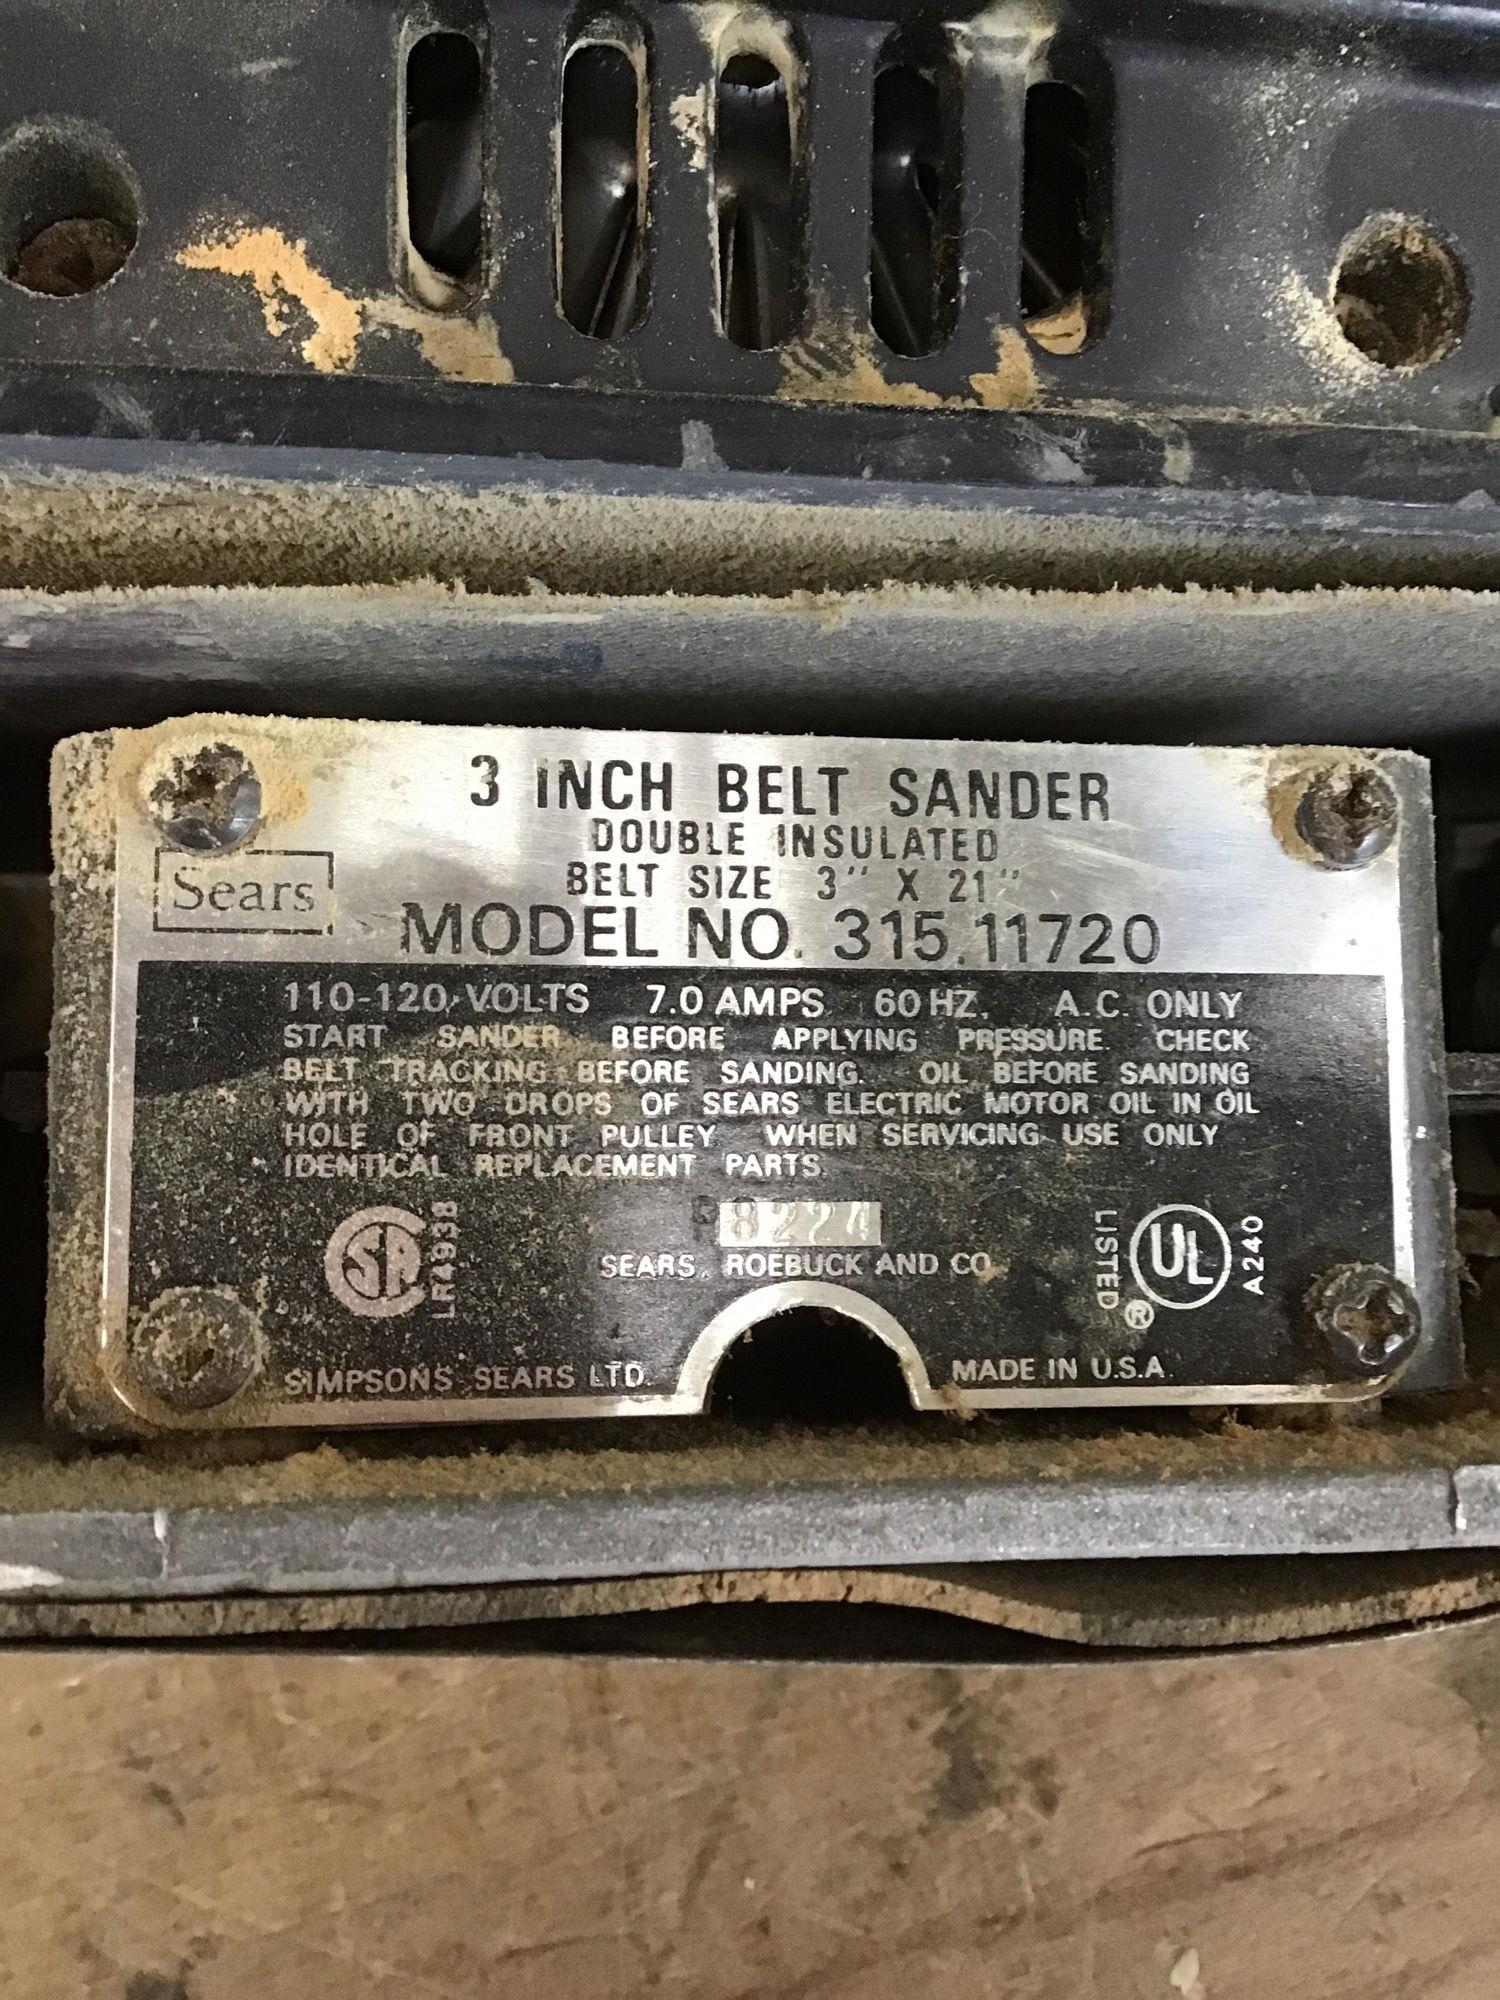 3 INCH BELT SANDER
DOUBLE INSULATED
Sears
BELT SIZE 3" X 21"
MODEL NO. 315.11720
110-120 VOLTS 7.0 AMPS 60 HZ. A.C. ONLY
START SANDER BEFORE APPLYING PRESSURE. CHECK
BELT TRACKING BEFORE SANDING. OIL BEFORE SANDING
WITH TWO DROPS OF SEARS ELECTRIC MOTOR OIL IN OIL
HOLE OF FRONT PULLEY. WHEN SERVICING USE ONLY
IDENTICAL REPLACEMENT PARTS.
SA
LR4938
SEARS, ROEBUCK AND CO.
LISTED
UL
®
A240
SIMPSONS SEARS LTD.
MADE IN U.S.A.